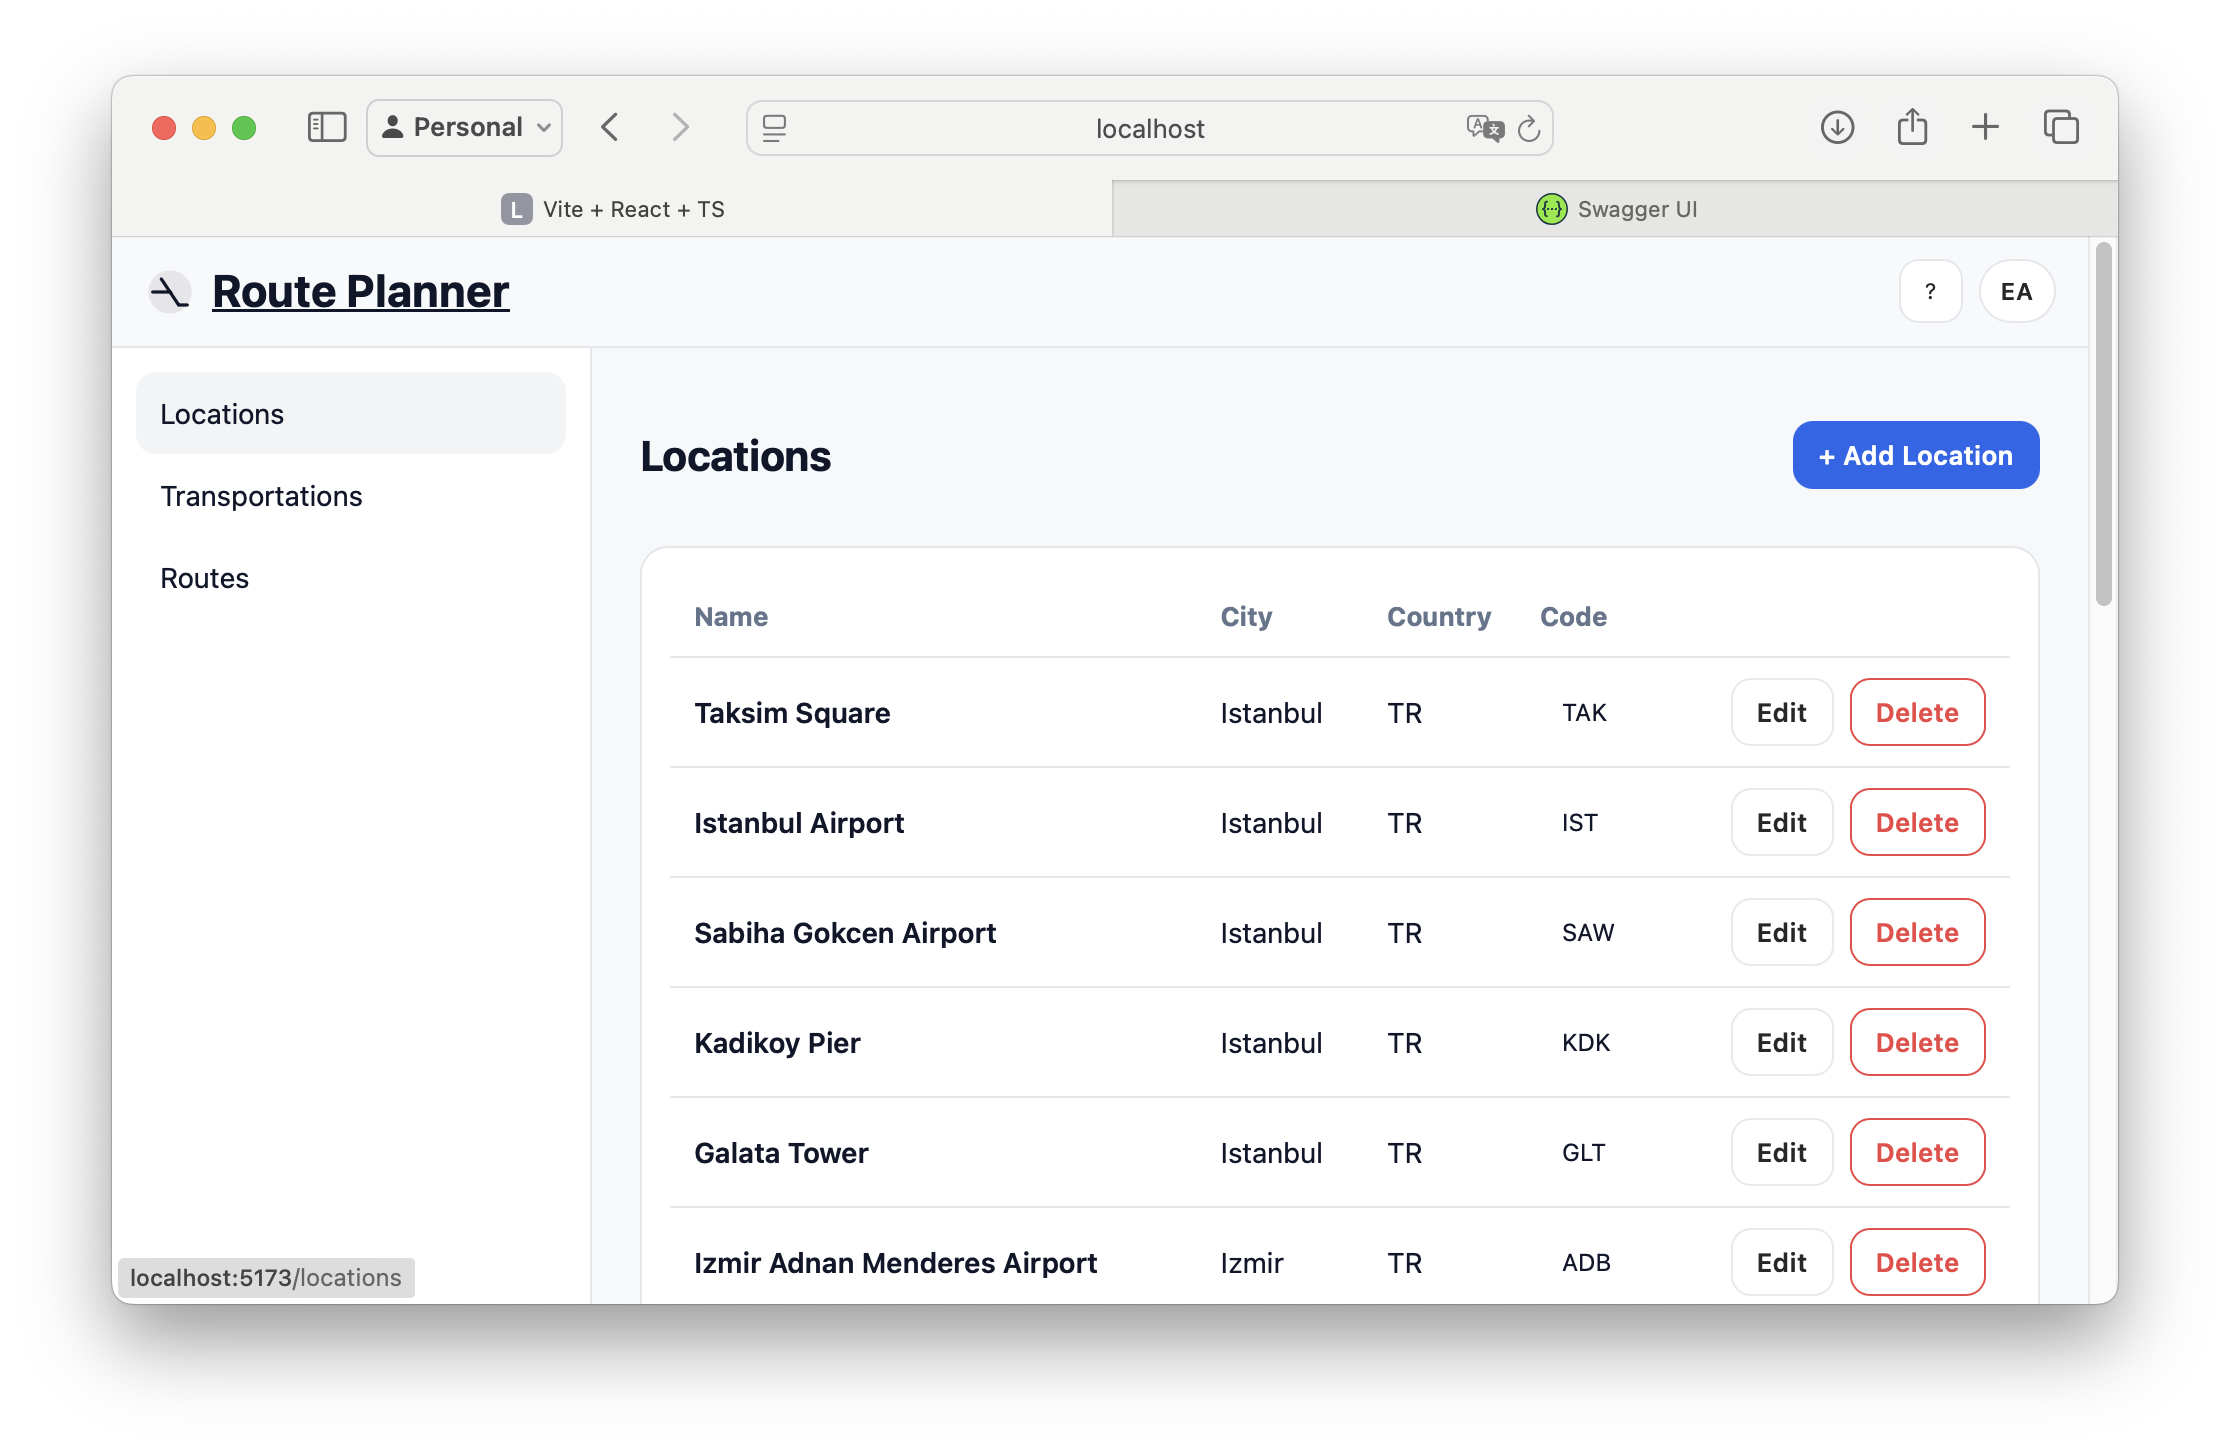 Personal
localhost
L Vite + React + TS
Swagger UI
Route Planner
?
EA
Locations
Transportations
Routes
Locations
+ Add Location
Name City Country Code
Taksim Square Istanbul TR TAK Edit Delete
Istanbul Airport Istanbul TR IST Edit Delete
Sabiha Gokcen Airport Istanbul TR SAW Edit Delete
Kadikoy Pier Istanbul TR KDK Edit Delete
Galata Tower Istanbul TR GLT Edit Delete
Izmir Adnan Menderes Airport Izmir TR ADB Edit Delete
localhost:5173/locations